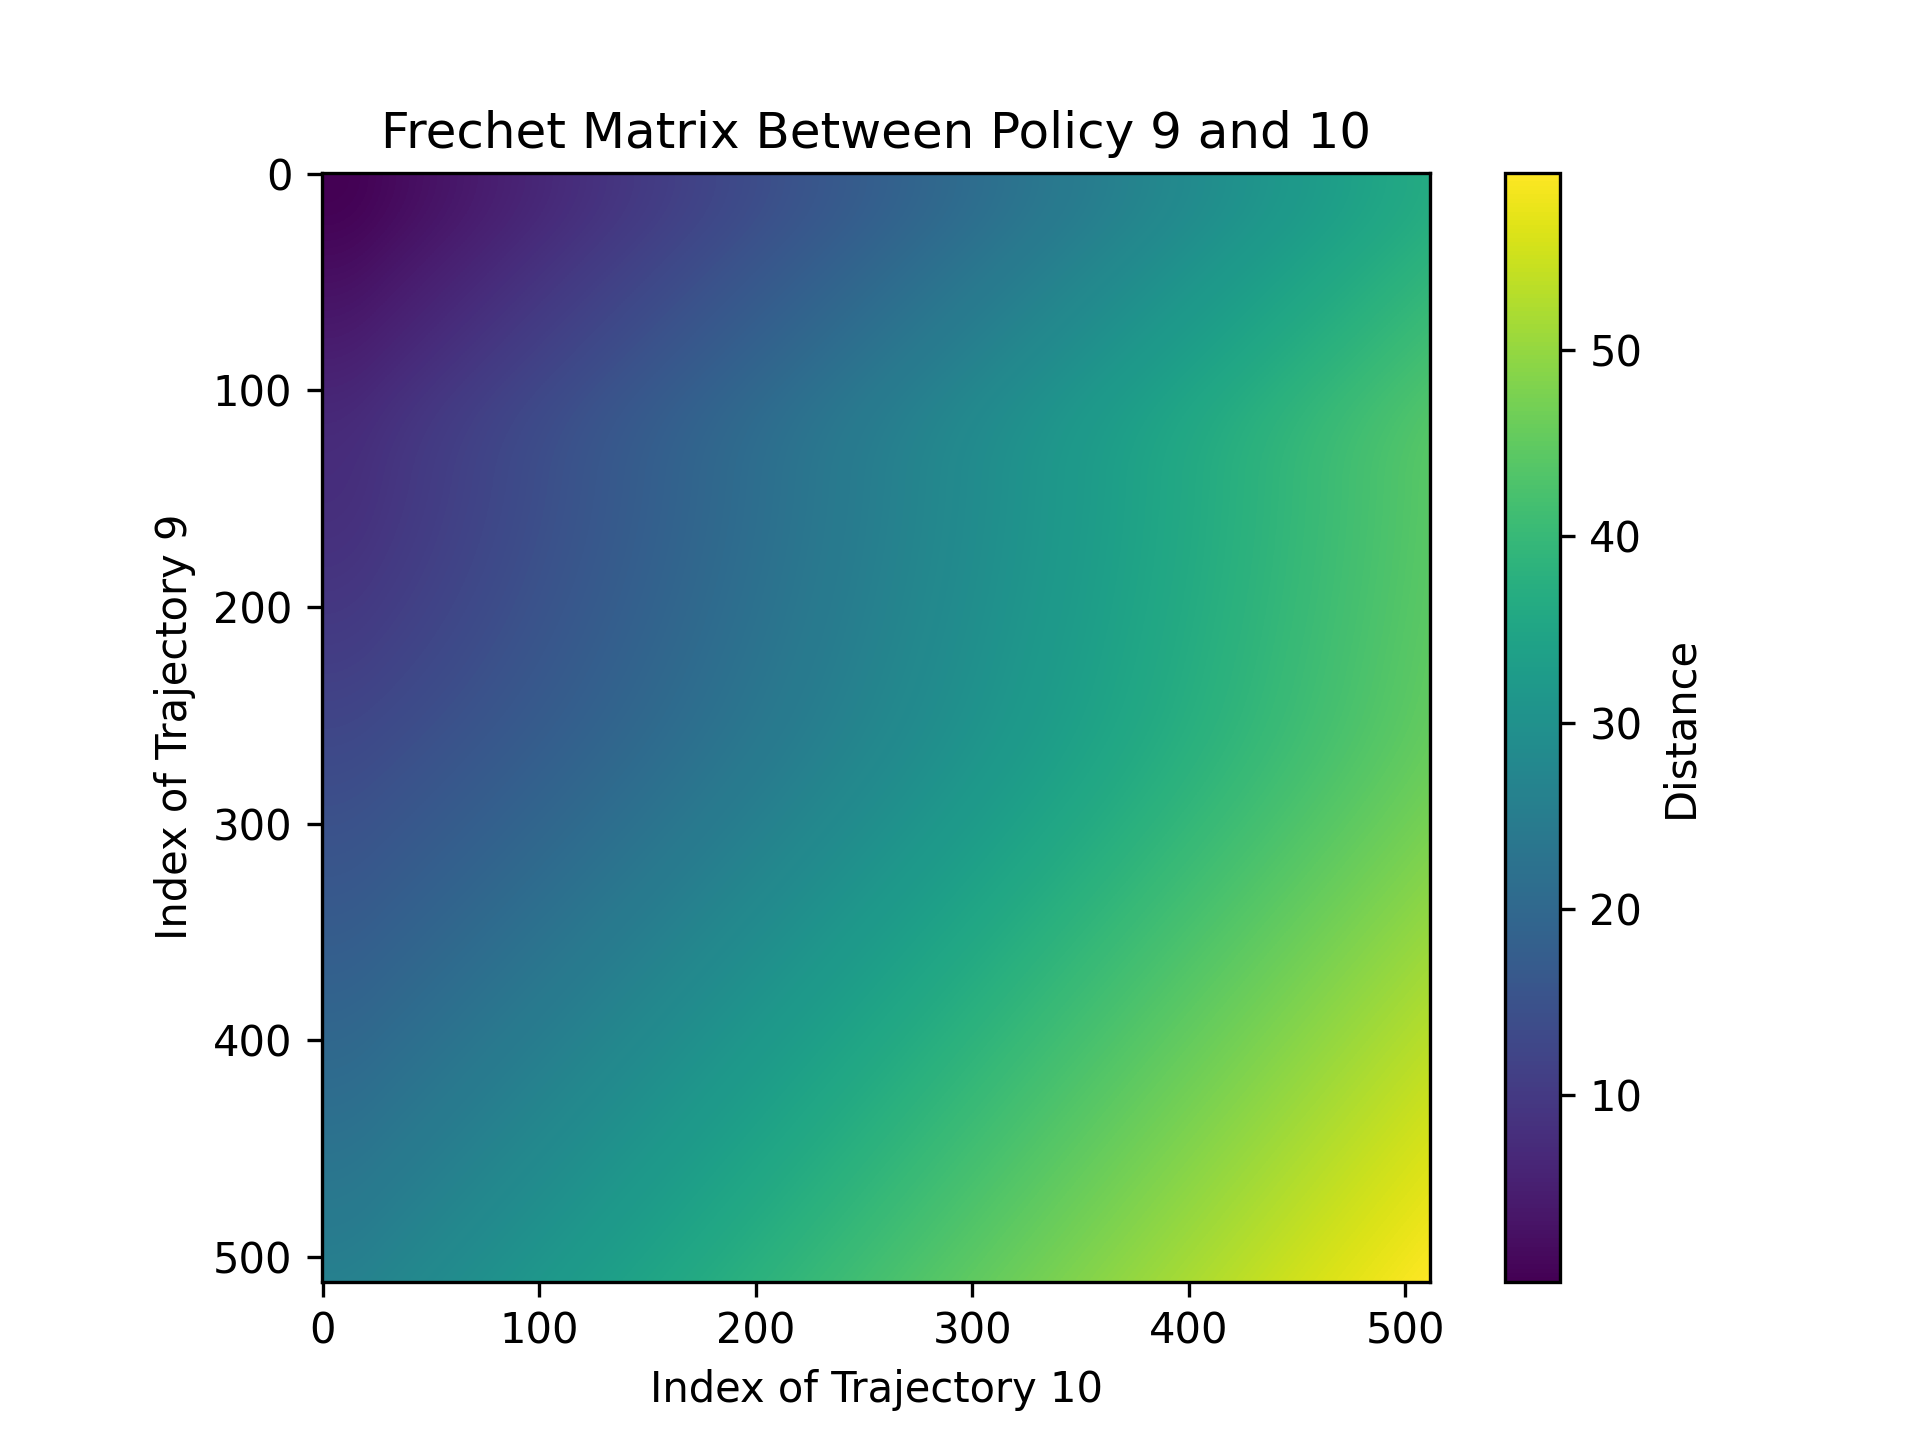 Frechet Matrix Between Policy 9 and 10
0
100
200
300
400
500
Index of Trajectory 9
0 100 200 300 400 500
Index of Trajectory 10
50
40
30
20
10
Distance